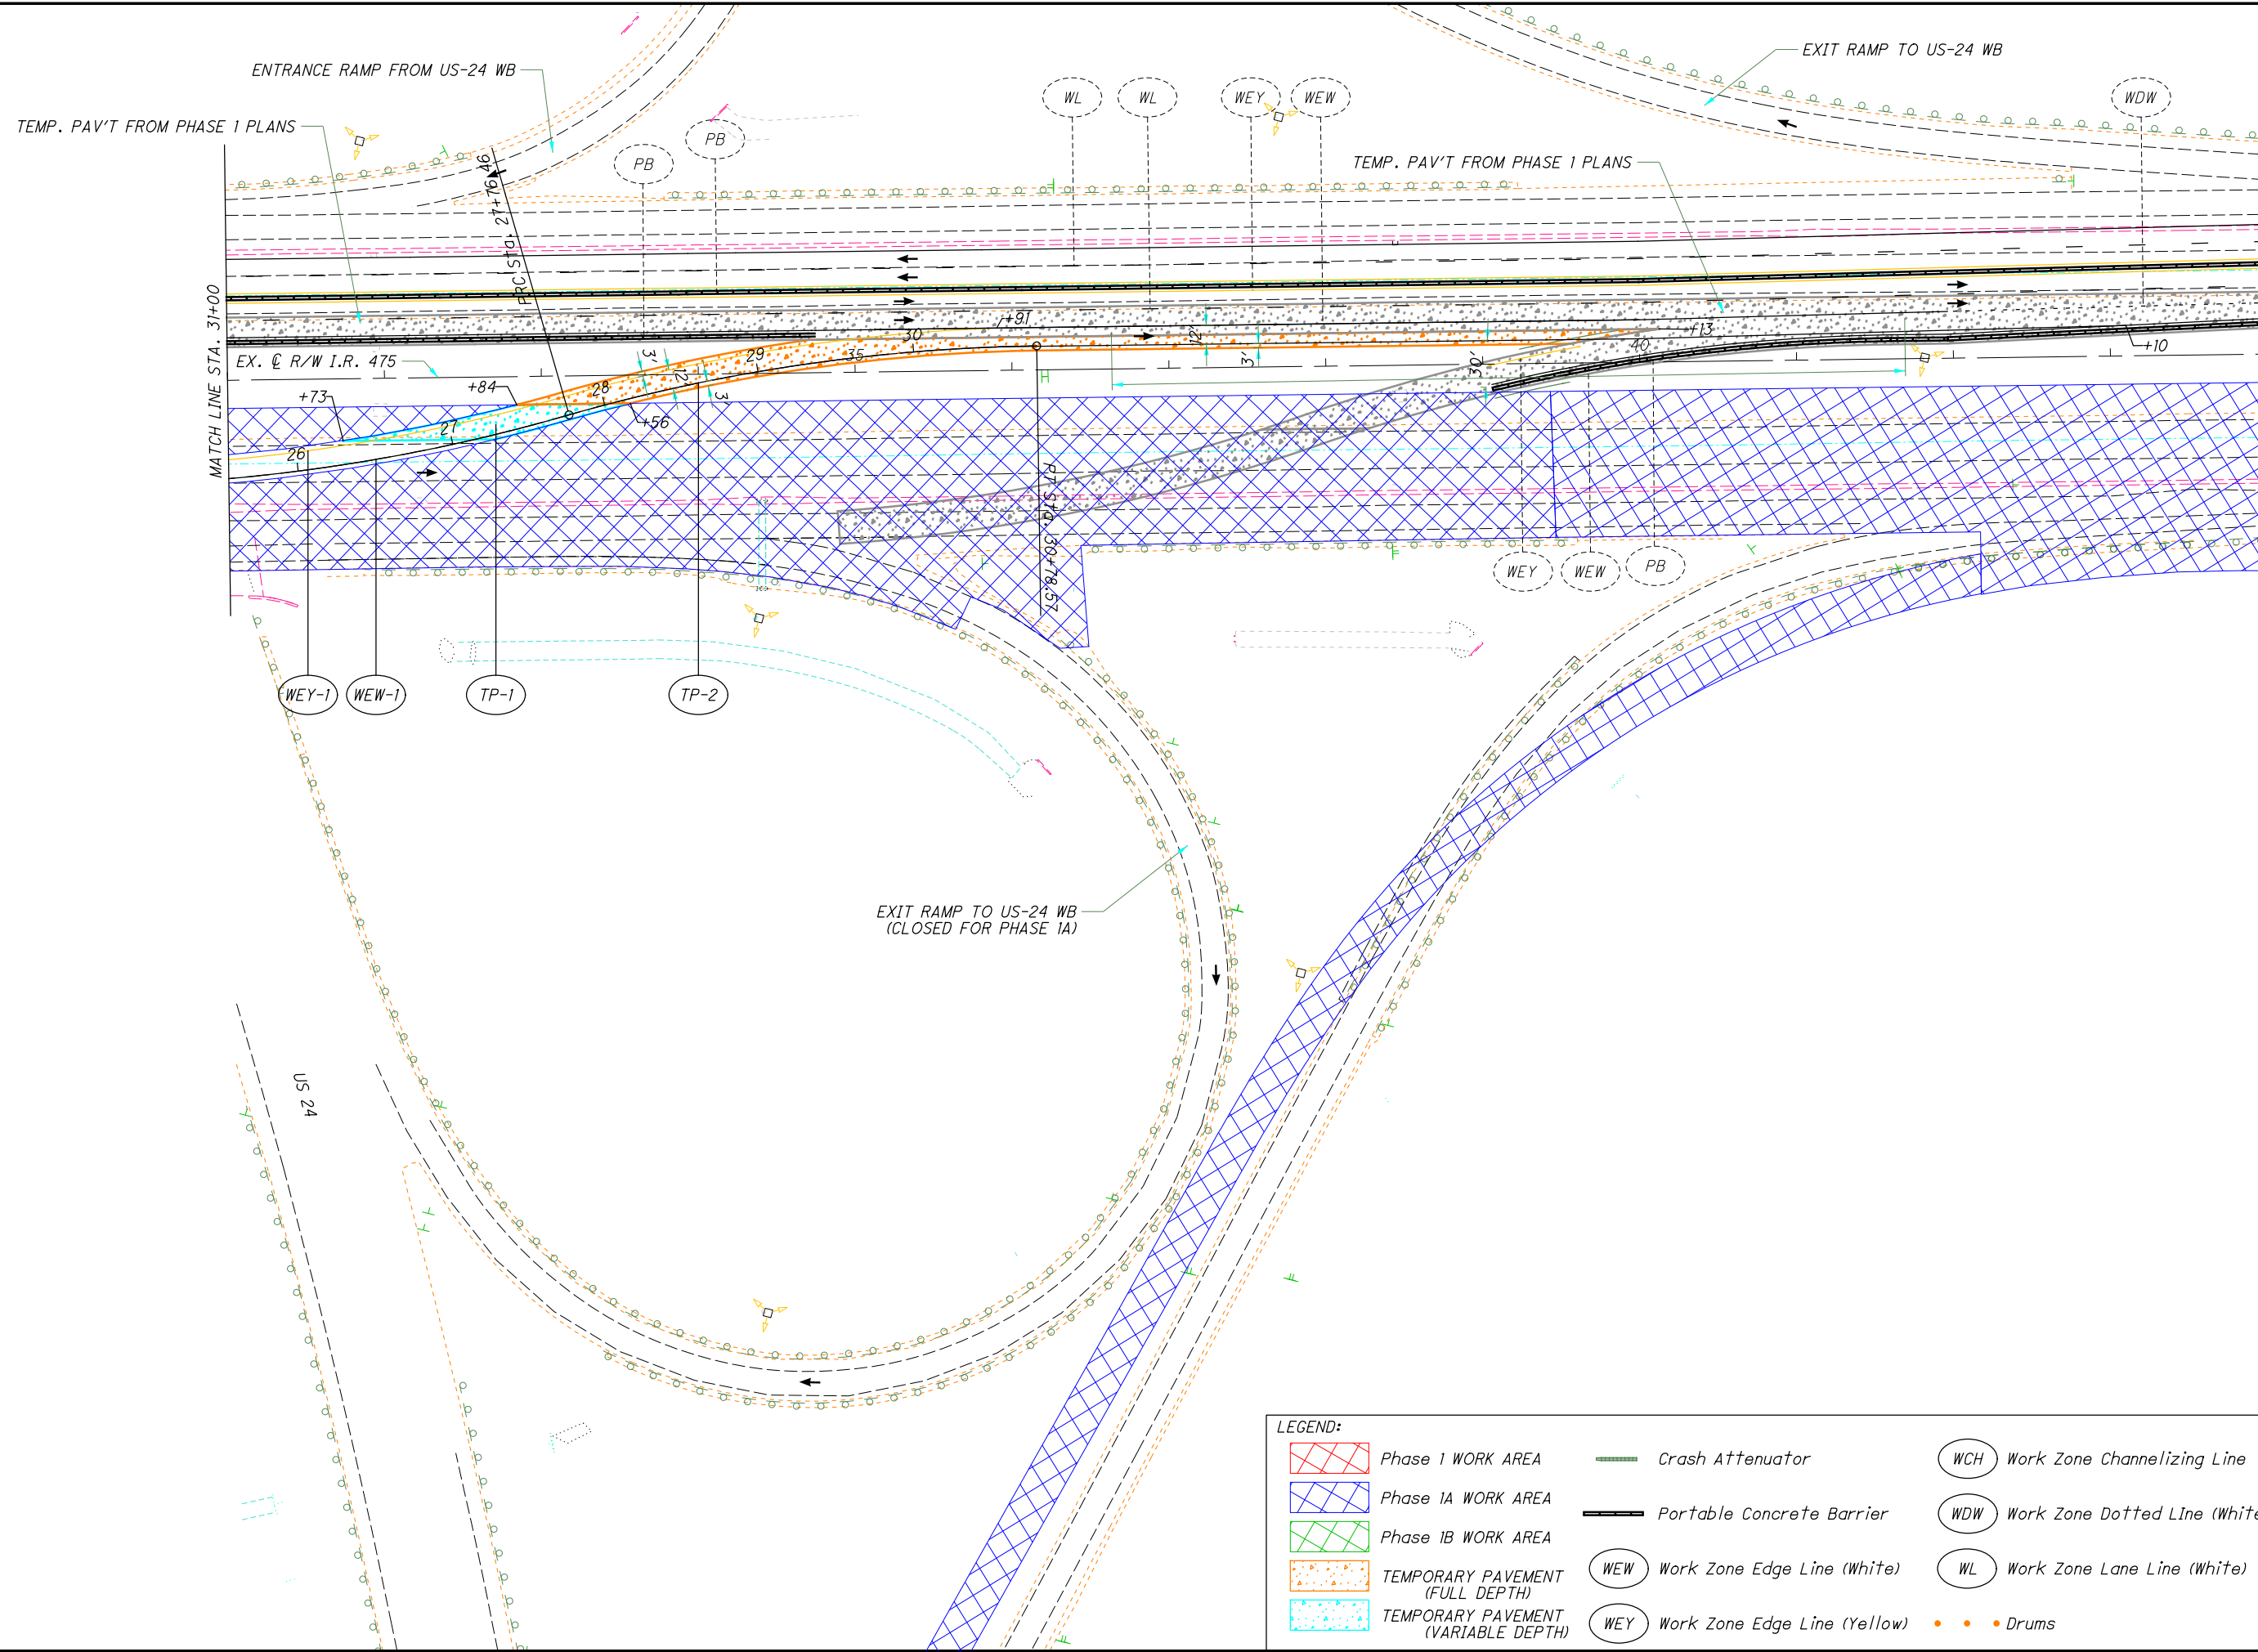 ENTRANCE RAMP FROM US-24 WB
EXIT RAMP TO US-24 WB
TEMP. PAV'T FROM PHASE 1 PLANS
WL
WL
WEY
WEW
WDW
PB
PB
TEMP. PAV'T FROM PHASE 1 PLANS
PRC Sta. 27+76.94
MATCH LINE STA. 31+00
EX. ℄ R/W I.R. 475
+91
30
29
35
28
+13
40
+10
12'
3'
30'
3'
12'
3'
+84
+73
+56
27
26
PT Sta. 30+78.57
WEY
WEW
PB
WEY-1
WEW-1
TP-1
TP-2
EXIT RAMP TO US-24 WB
(CLOSED FOR PHASE 1A)
US 24
LEGEND:
Phase 1 WORK AREA
Phase 1A WORK AREA
Phase 1B WORK AREA
TEMPORARY PAVEMENT
(FULL DEPTH)
TEMPORARY PAVEMENT
(VARIABLE DEPTH)
Crash Attenuator
Portable Concrete Barrier
WEW Work Zone Edge Line (White)
WEY Work Zone Edge Line (Yellow)
WCH Work Zone Channelizing Line
WDW Work Zone Dotted LIne (White
WL Work Zone Lane Line (White)
Drums